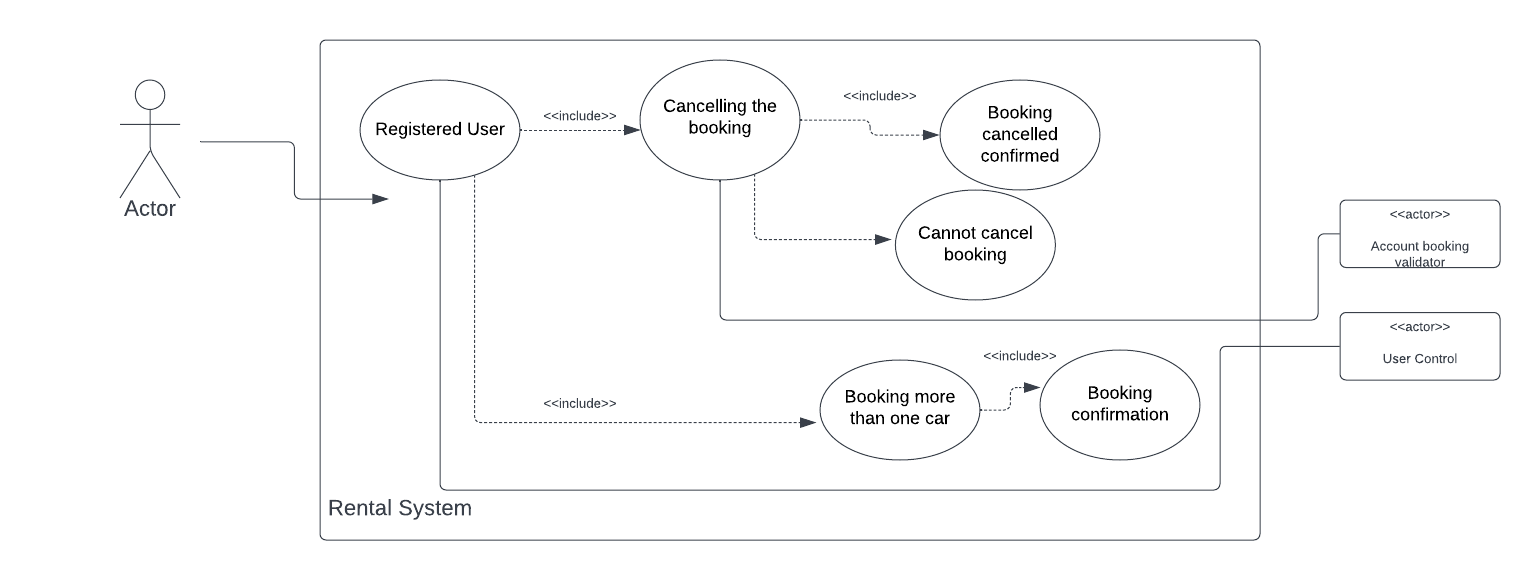 Actor
Rental System
Registered User
<<include>>
Cancelling the
booking
<<include>>
Booking
cancelled
confirmed
Cannot cancel
booking
<<include>>
Booking more
than one car
<<include>>
Booking
confirmation
<<actor>>
Account booking
validator
<<actor>>
User Control